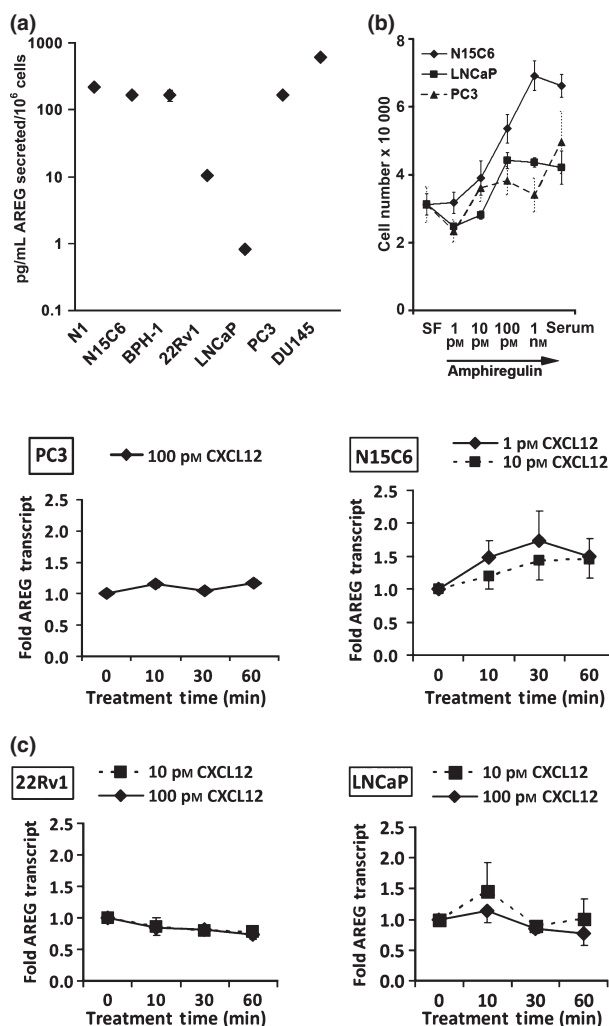 (a)
1000
100
10
1
0.1
pg/mL AREG secreted/10⁶ cells
N1
N15C6
BPH-1
22Rv1
LNCaP
PC3
DU145
(b)
N15C6
LNCaP
PC3
8
6
4
2
0
Cell number x 10 000
SF
1 pM
10 pM
100 pM
1 nM
Serum
Amphiregulin
PC3
100 pM CXCL12
2.5
2.0
1.5
1.0
0.5
0.0
Fold AREG transcript
0 10 30 60
Treatment time (min)
N15C6
1 pM CXCL12
10 pM CXCL12
2.5
2.0
1.5
1.0
0.5
0.0
Fold AREG transcript
0 10 30 60
Treatment time (min)
(c)
22Rv1
10 pM CXCL12
100 pM CXCL12
2.5
2.0
1.5
1.0
0.5
0.0
Fold AREG transcript
0 10 30 60
Treatment time (min)
LNCaP
10 pM CXCL12
100 pM CXCL12
2.5
2.0
1.5
1.0
0.5
0.0
Fold AREG transcript
0 10 30 60
Treatment time (min)